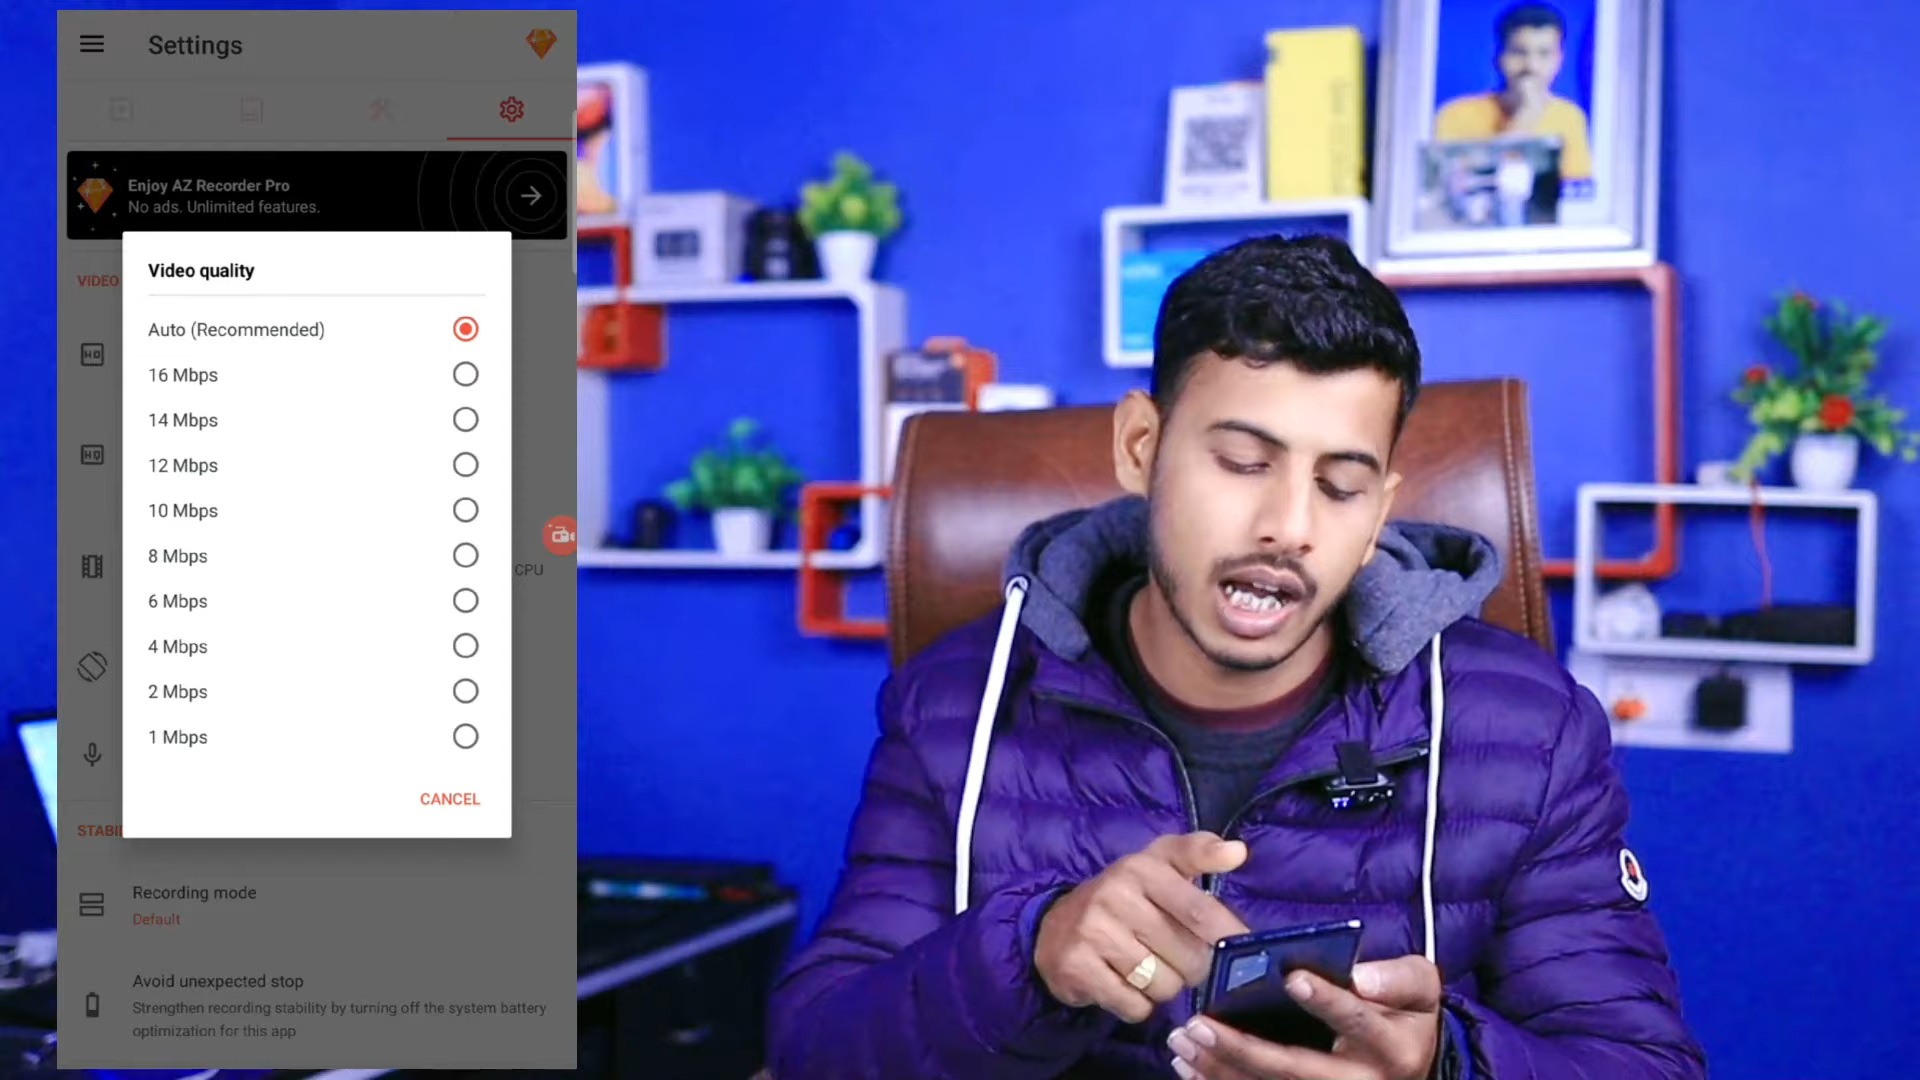 Settings
Enjoy AZ Recorder Pro
No ads. Unlimited features.
VIDEO
Video quality
Auto (Recommended)
16 Mbps
14 Mbps
12 Mbps
10 Mbps
8 Mbps
6 Mbps
4 Mbps
2 Mbps
1 Mbps
CANCEL
CPU
STABI
Recording mode
Default
Avoid unexpected stop
Strengthen recording stability by turning off the system battery
optimization for this app